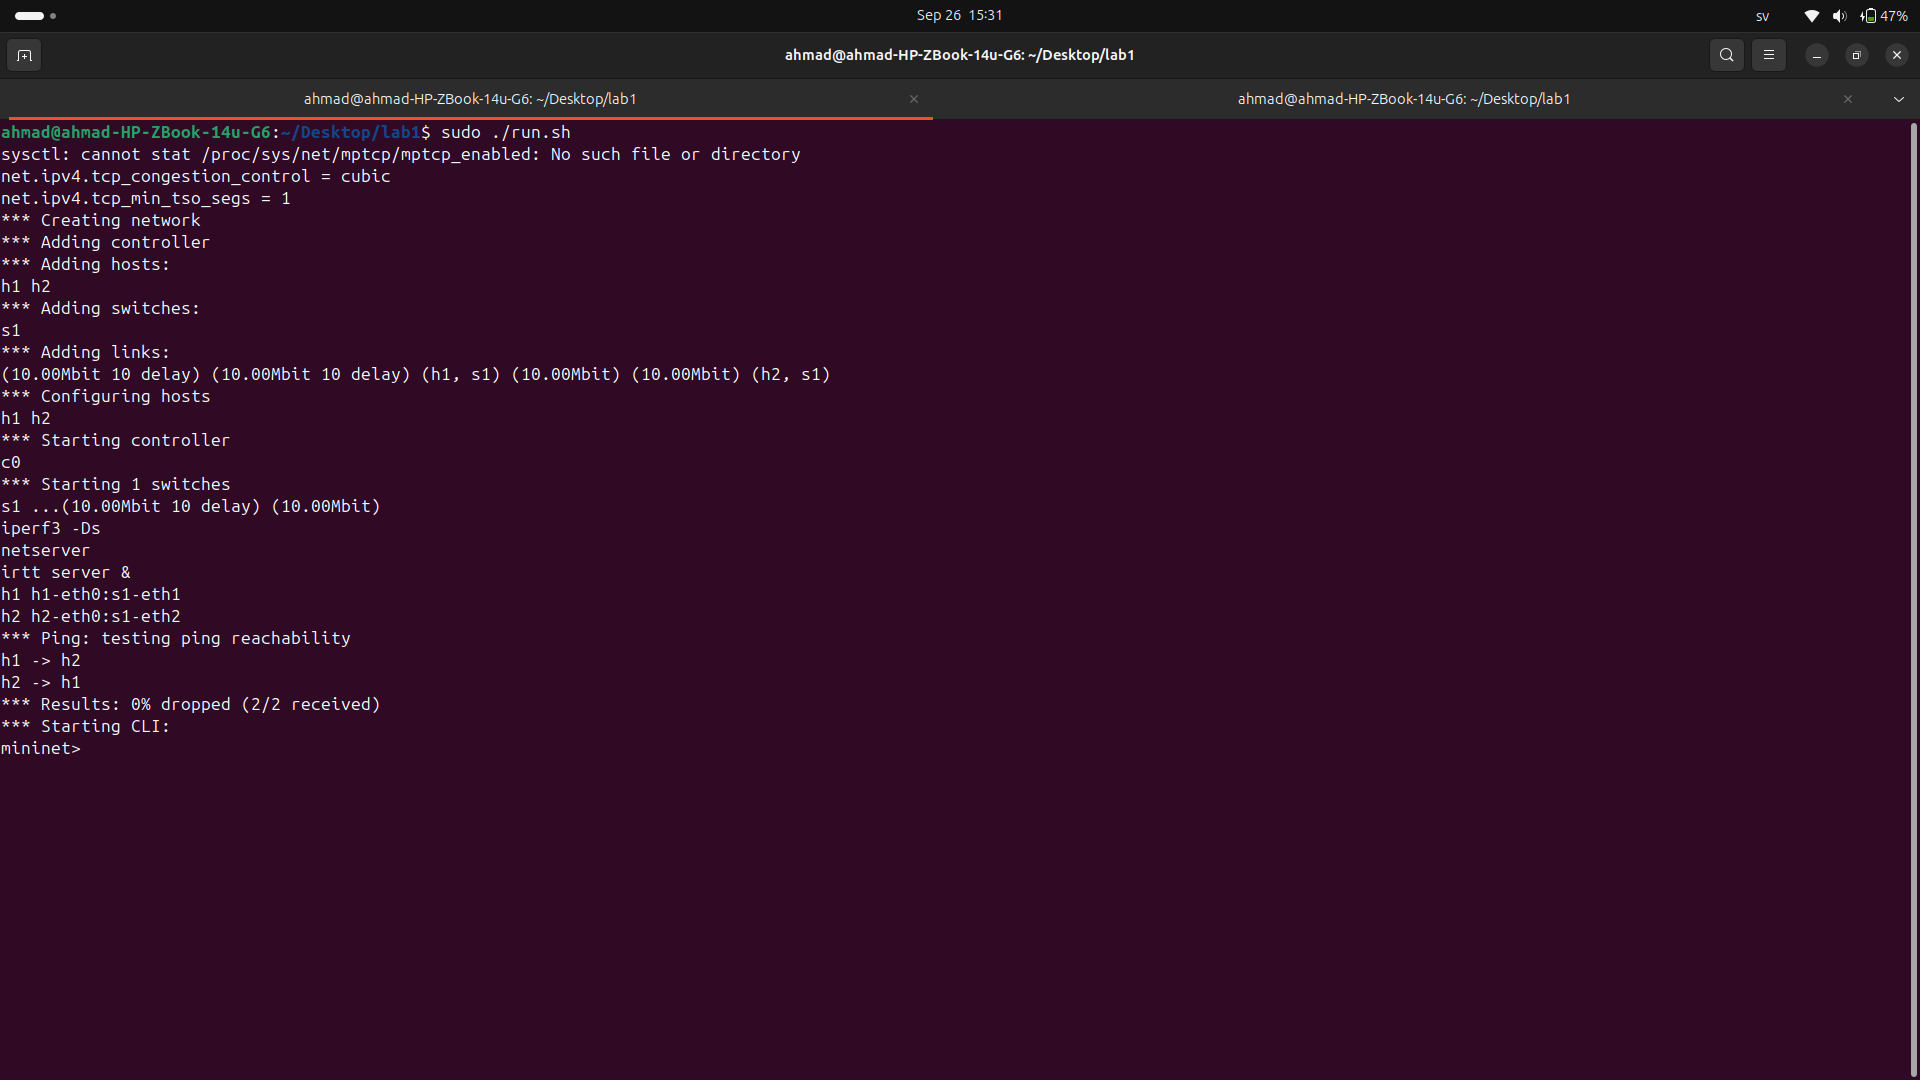 Sep 26 15:31
sv
47%
ahmad@ahmad-HP-ZBook-14u-G6: ~/Desktop/lab1
ahmad@ahmad-HP-ZBook-14u-G6: ~/Desktop/lab1
ahmad@ahmad-HP-ZBook-14u-G6: ~/Desktop/lab1
ahmad@ahmad-HP-ZBook-14u-G6:~/Desktop/lab1$ sudo ./run.sh
sysctl: cannot stat /proc/sys/net/mptcp/mptcp_enabled: No such file or directory
net.ipv4.tcp_congestion_control = cubic
net.ipv4.tcp_min_tso_segs = 1
*** Creating network
*** Adding controller
*** Adding hosts:
h1 h2
*** Adding switches:
s1
*** Adding links:
(10.00Mbit 10 delay) (10.00Mbit 10 delay) (h1, s1) (10.00Mbit) (10.00Mbit) (h2, s1)
*** Configuring hosts
h1 h2
*** Starting controller
c0
*** Starting 1 switches
s1 ...(10.00Mbit 10 delay) (10.00Mbit)
iperf3 -Ds
netserver
irtt server &
h1 h1-eth0:s1-eth1
h2 h2-eth0:s1-eth2
*** Ping: testing ping reachability
h1 -> h2
h2 -> h1
*** Results: 0% dropped (2/2 received)
*** Starting CLI:
mininet>